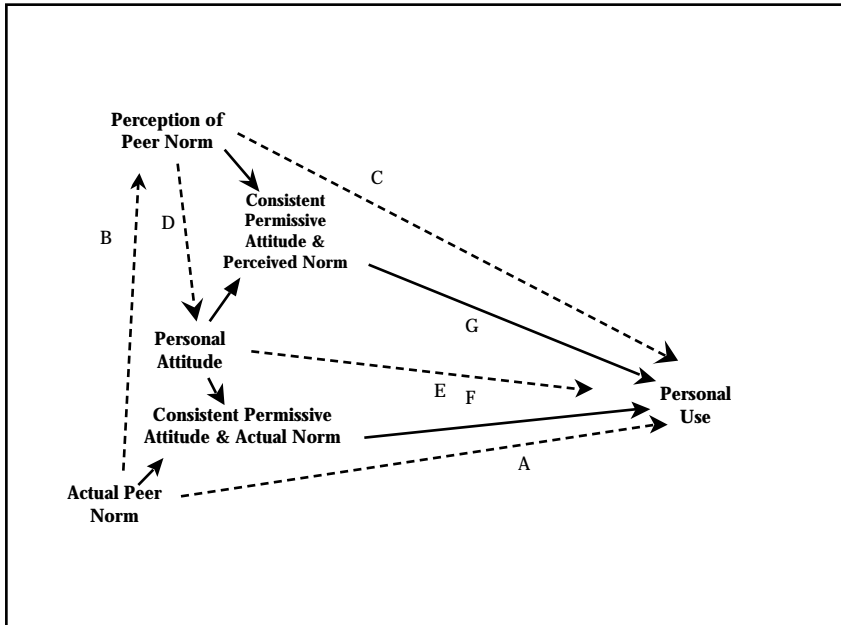 Perception of
Peer Norm
C
Consistent
Permissive
Attitude &
Perceived Norm
D
B
G
Personal
Attitude
E
F
Personal
Use
Consistent Permissive
Attitude & Actual Norm
A
Actual Peer
Norm